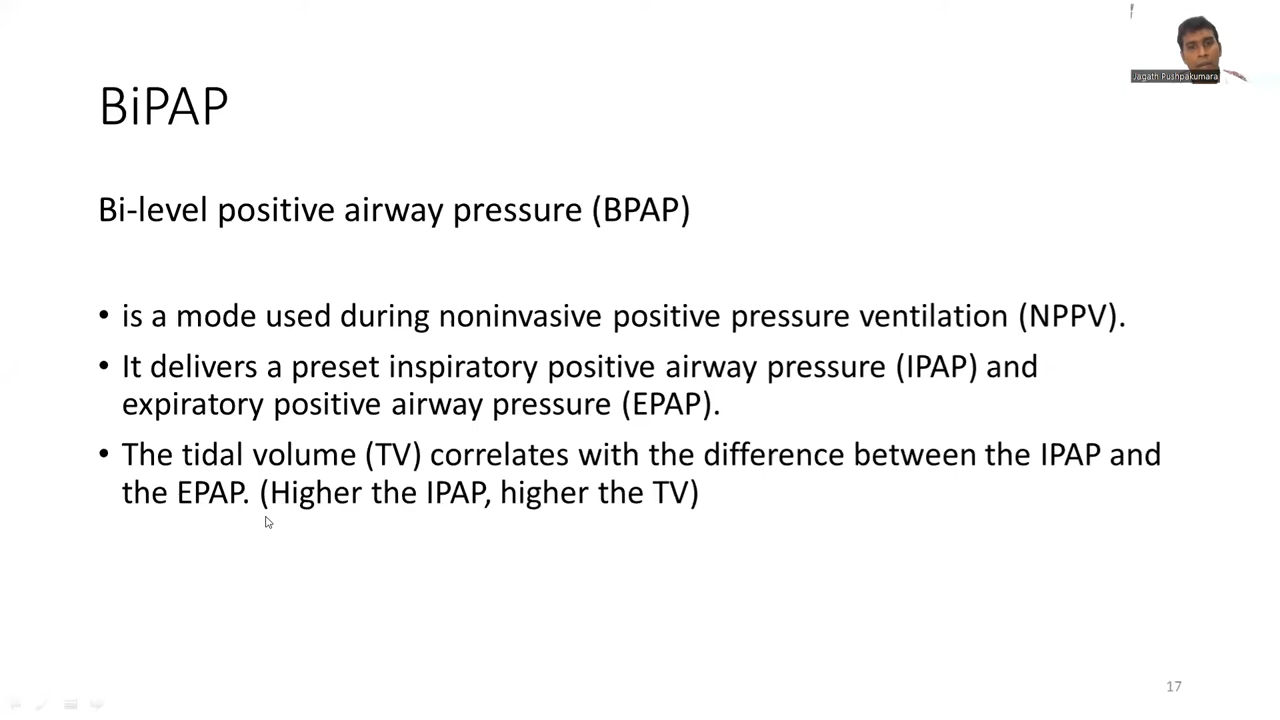 Jagath Pushpakumara
BiPAP
Bi-level positive airway pressure (BPAP)
• is a mode used during noninvasive positive pressure ventilation (NPPV).
• It delivers a preset inspiratory positive airway pressure (IPAP) and
expiratory positive airway pressure (EPAP).
• The tidal volume (TV) correlates with the difference between the IPAP and
the EPAP. (Higher the IPAP, higher the TV)
17